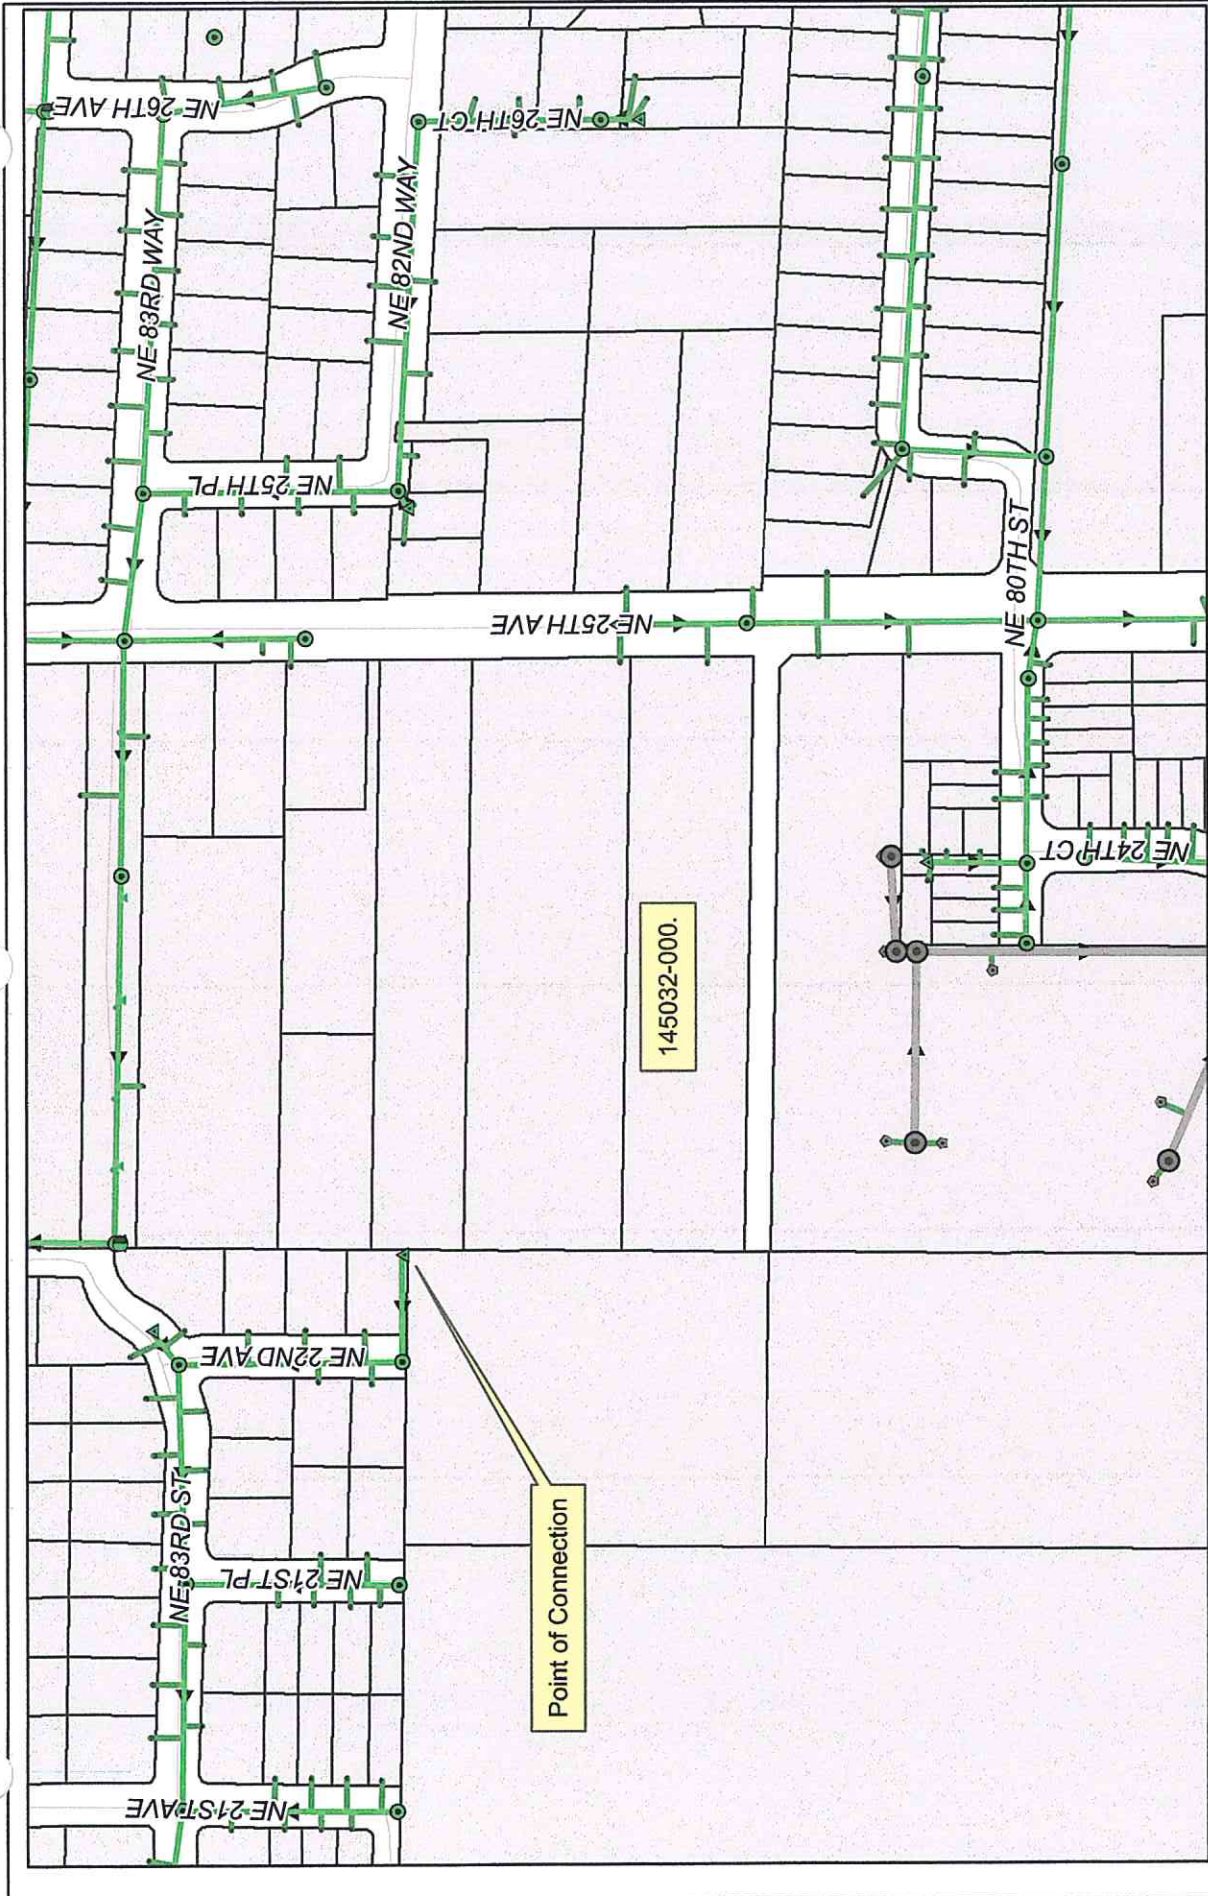 NE 26TH AVE
NE 83RD WAY
NE 82ND WAY
NE 26TH CT
NE 25TH PL
NE 25TH AVE
NE 80TH ST
NE 24TH CT
145032-000.
NE 22ND AVE
NE 83RD ST
NE 21ST PL
NE 21ST AVE
Point of Connection